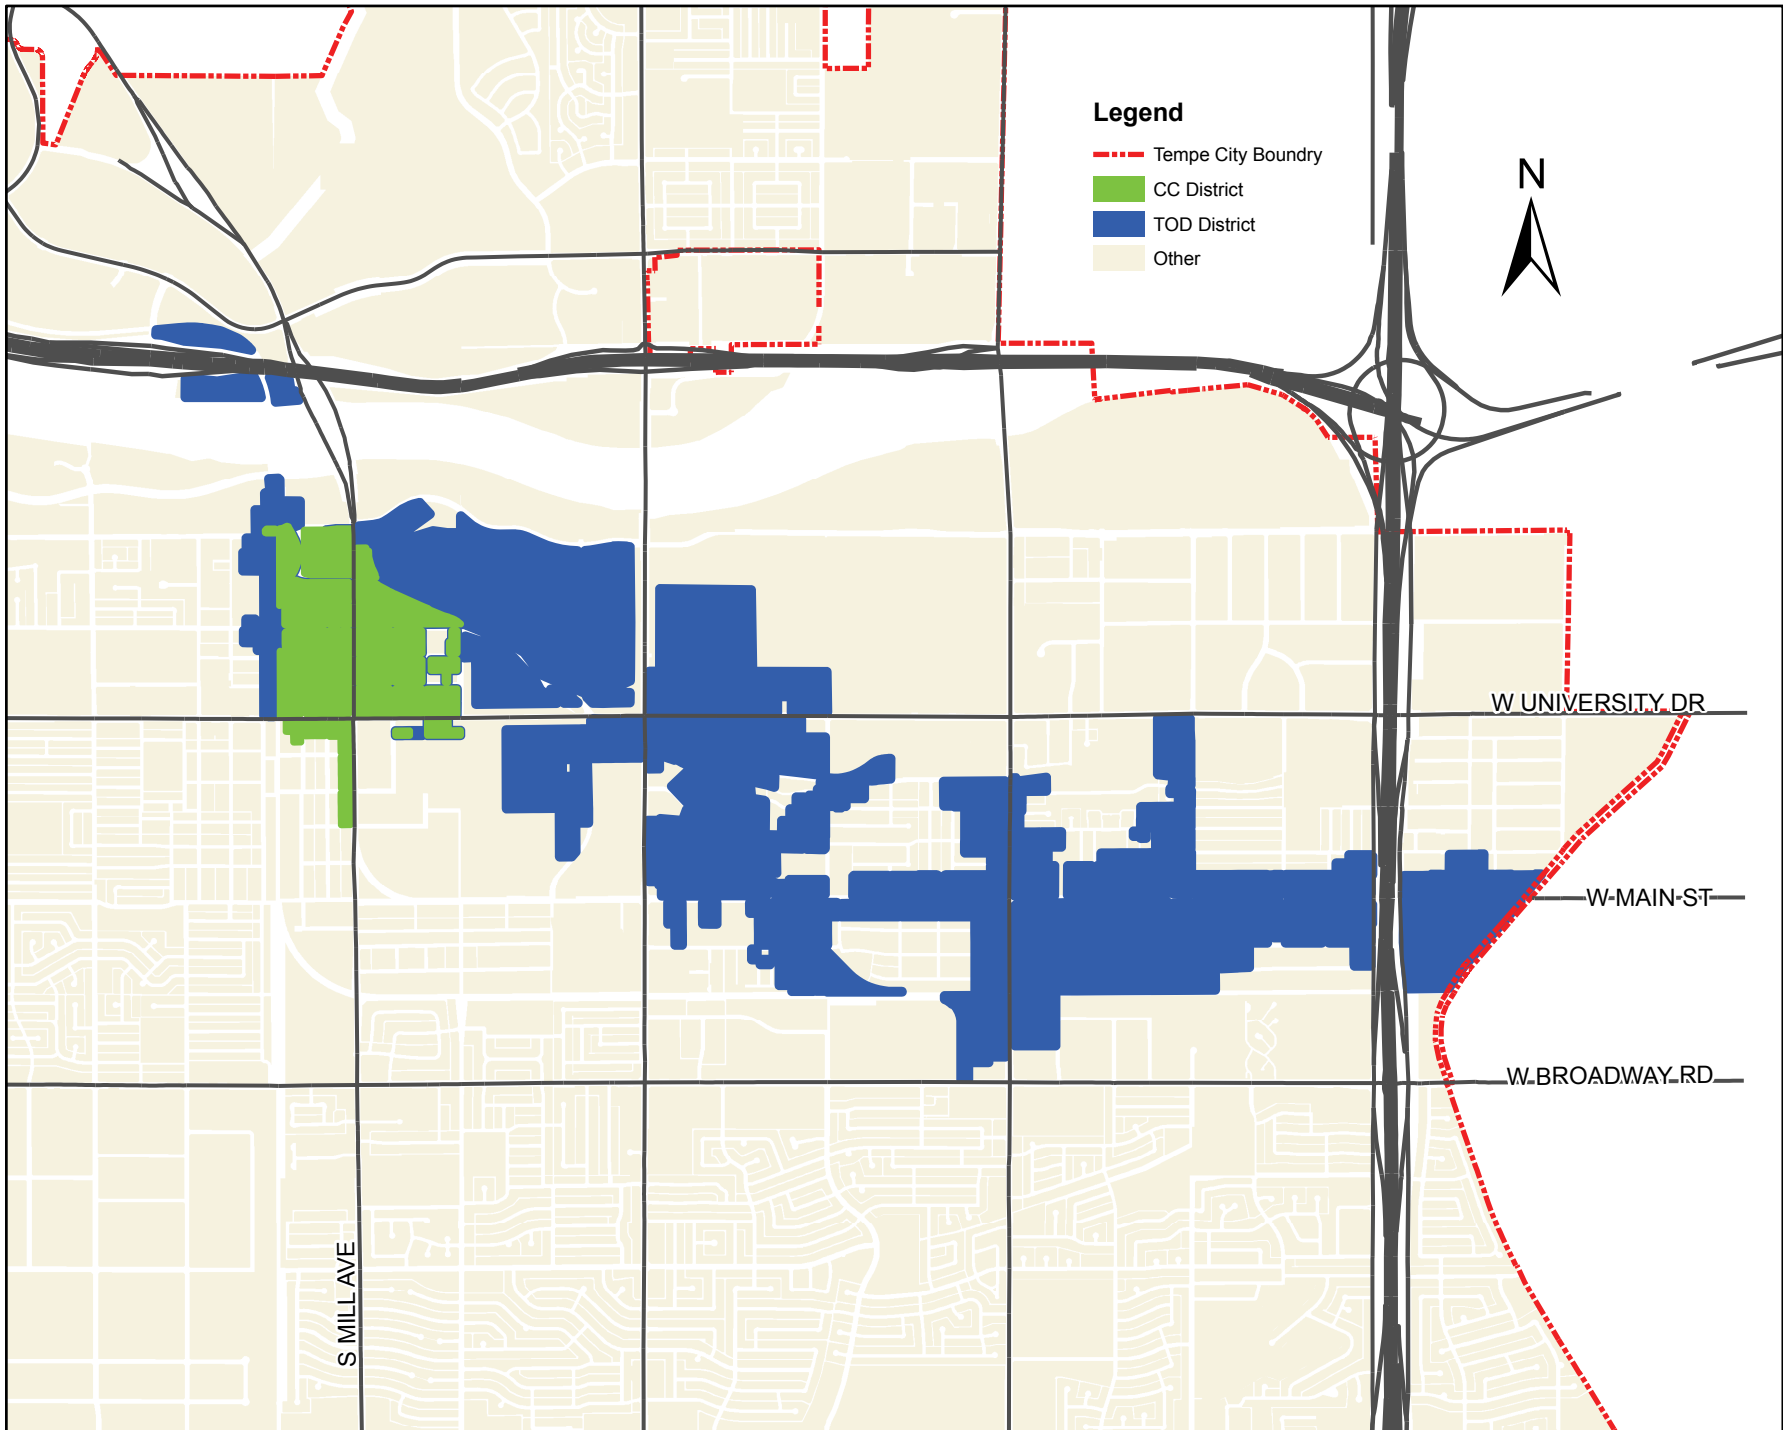 Legend
Tempe City Boundry
CC District
TOD District
Other
N
W UNIVERSITY DR
W MAIN ST
W BROADWAY RD
S MILL AVE